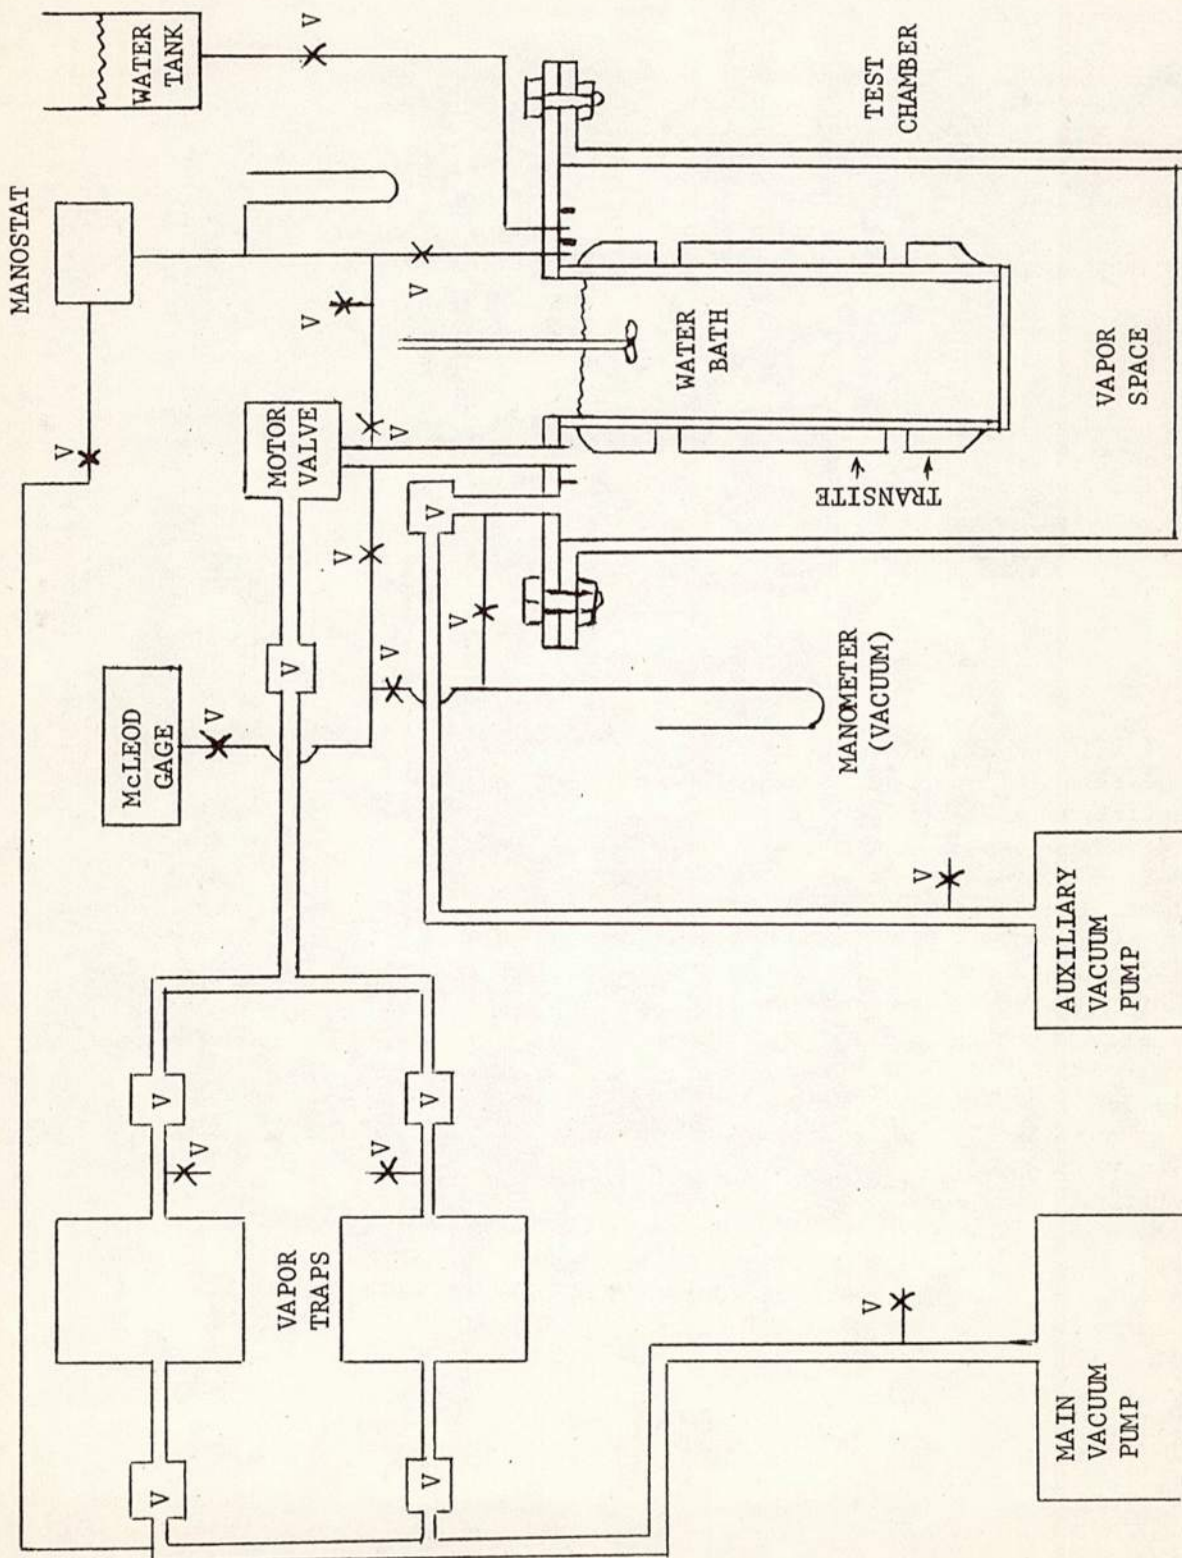 MANOSTAT
V
McLEOD
GAGE
V
WATER
TANK
V
V
V
V
V
MOTOR
VALVE
V
V
VAPOR
TRAPS
V
V
V
V
V
V
V
V
V
V
WATER
BATH
TRANSITE
TEST
CHAMBER
MANOMETER
(VACUUM)
V
V
VAPOR
SPACE
MAIN
VACUUM
PUMP
AUXILIARY
VACUUM
PUMP